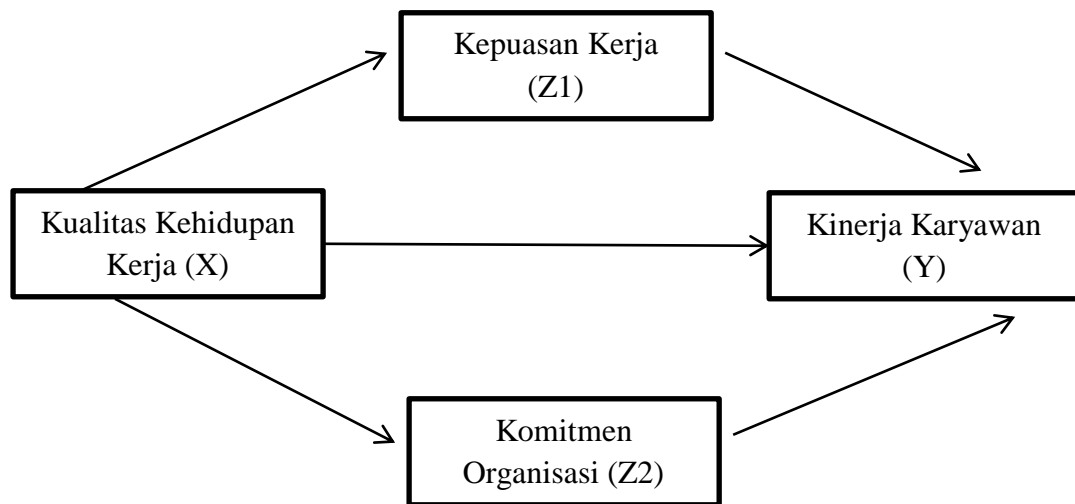 Kepuasan Kerja
(Z1)
Kualitas Kehidupan
Kerja (X)
Kinerja Karyawan
(Y)
Komitmen
Organisasi (Z2)